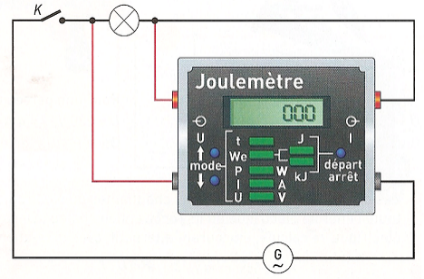 K
Joulemètre
000
U I
t J
We
mode P W départ
kJ arrêt
I A
U V
G
~